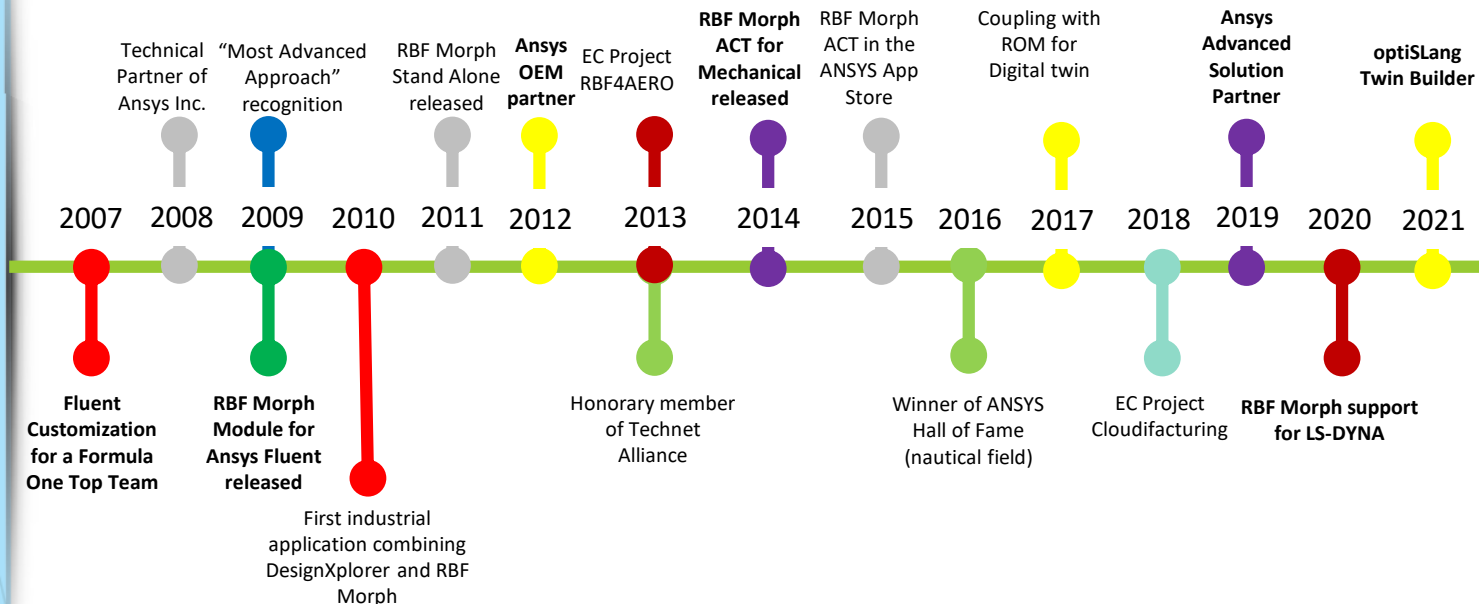 Technical
Partner of
Ansys Inc.
“Most Advanced
Approach”
recognition
RBF Morph
Stand Alone
released
Ansys
OEM
partner
EC Project
RBF4AERO
RBF Morph
ACT for
Mechanical
released
RBF Morph
ACT in the
ANSYS App
Store
Coupling with
ROM for
Digital twin
Ansys
Advanced
Solution
Partner
optiSLang
Twin Builder
2007
2008
2009
2010
2011
2012
2013
2014
2015
2016
2017
2018
2019
2020
2021
Fluent
Customization
for a Formula
One Top Team
RBF Morph
Module for
Ansys Fluent
released
First industrial
application combining
DesignXplorer and RBF
Morph
Honorary member
of Technet
Alliance
Winner of ANSYS
Hall of Fame
(nautical field)
EC Project
Cloudifacturing
RBF Morph support
for LS-DYNA